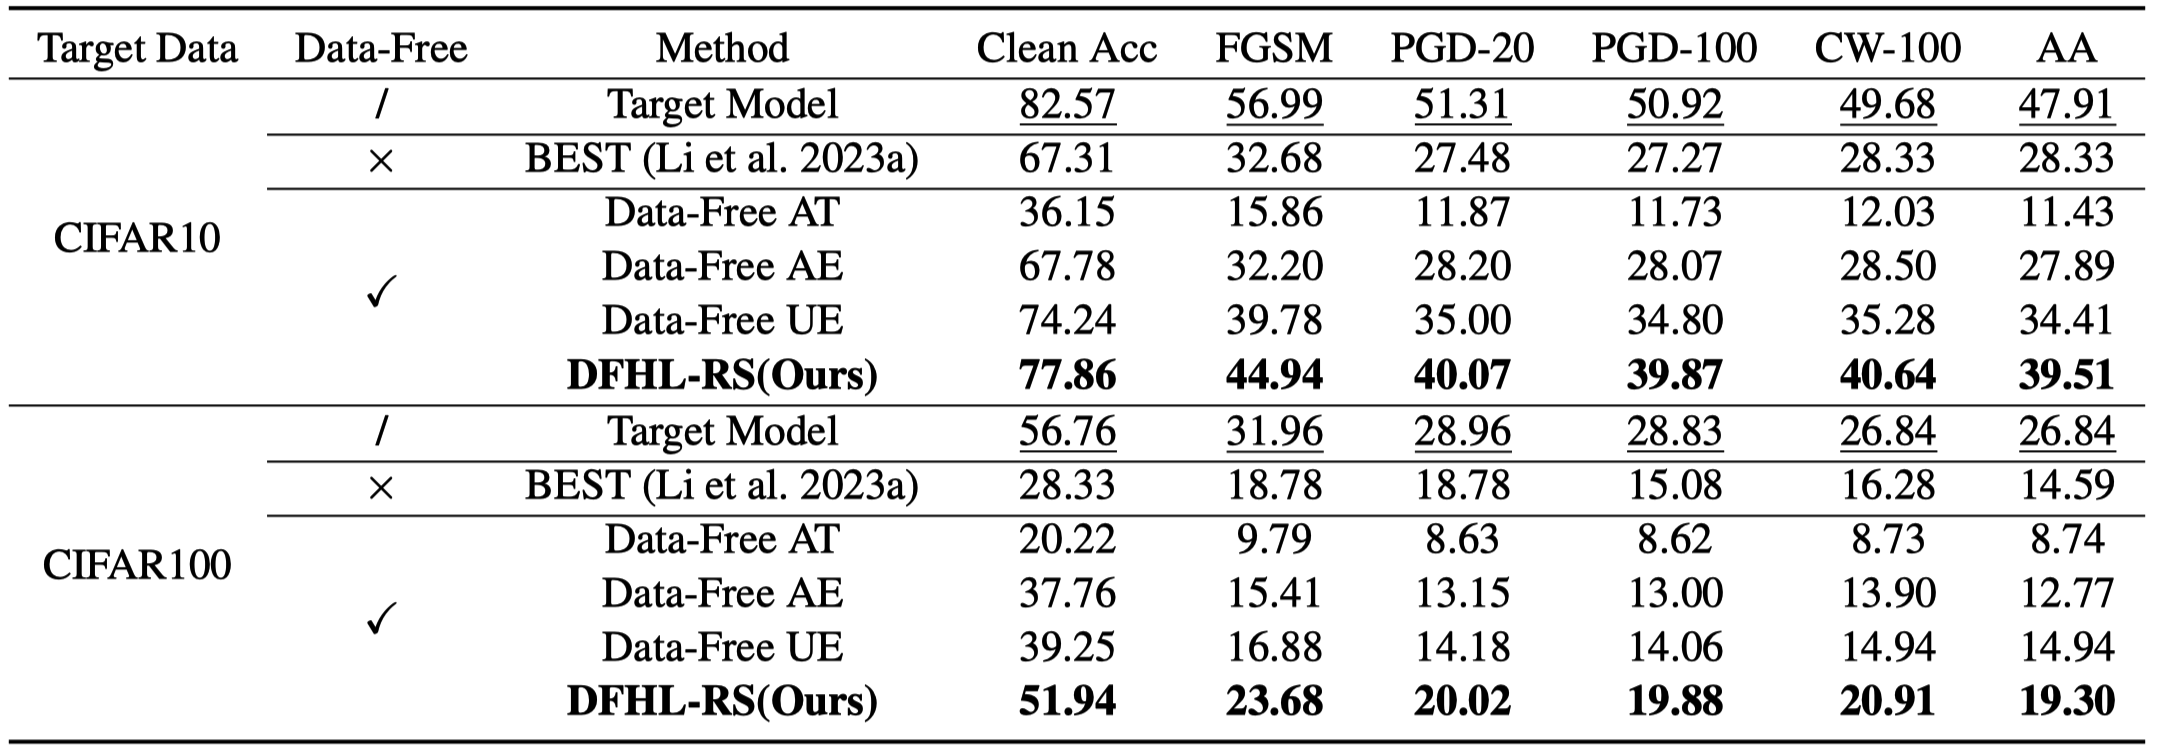 Target Data Data-Free Method Clean Acc FGSM PGD-20 PGD-100 CW-100 AA
/ Target Model 82.57 56.99 51.31 50.92 49.68 47.91
× BEST (Li et al. 2023a) 67.31 32.68 27.48 27.27 28.33 28.33
Data-Free AT 36.15 15.86 11.87 11.73 12.03 11.43
CIFAR10
Data-Free AE 67.78 32.20 28.20 28.07 28.50 27.89
✓
Data-Free UE 74.24 39.78 35.00 34.80 35.28 34.41
DFHL-RS(Ours) 77.86 44.94 40.07 39.87 40.64 39.51
/ Target Model 56.76 31.96 28.96 28.83 26.84 26.84
× BEST (Li et al. 2023a) 28.33 18.78 18.78 15.08 16.28 14.59
Data-Free AT 20.22 9.79 8.63 8.62 8.73 8.74
CIFAR100
Data-Free AE 37.76 15.41 13.15 13.00 13.90 12.77
✓
Data-Free UE 39.25 16.88 14.18 14.06 14.94 14.94
DFHL-RS(Ours) 51.94 23.68 20.02 19.88 20.91 19.30